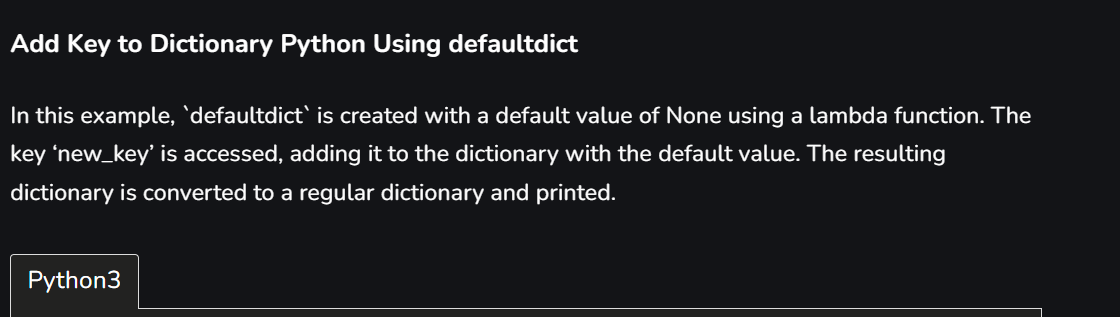 Add Key to Dictionary Python Using defaultdict
In this example, `defaultdict` is created with a default value of None using a lambda function. The
key ‘new_key’ is accessed, adding it to the dictionary with the default value. The resulting
dictionary is converted to a regular dictionary and printed.
Python3